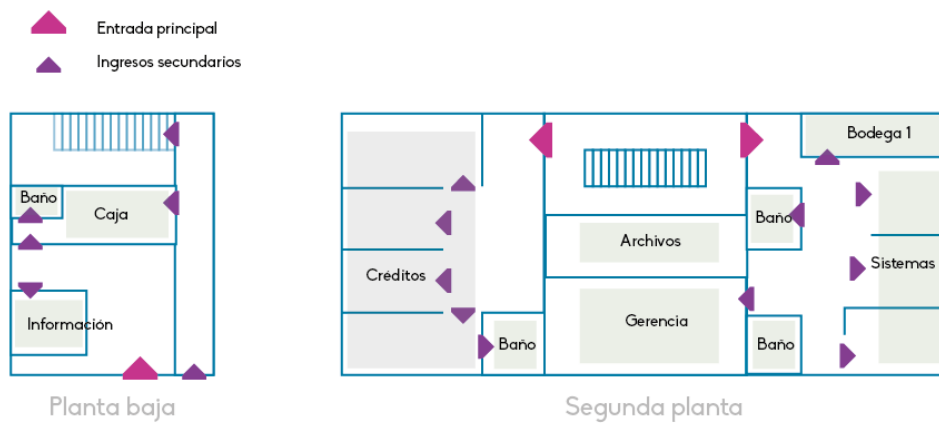 Entrada principal
Ingresos secundarios
Baño
Caja
Información
Planta baja
Bodega 1
Baño
Archivos
Créditos
Sistemas
Gerencia
Baño
Baño
Segunda planta